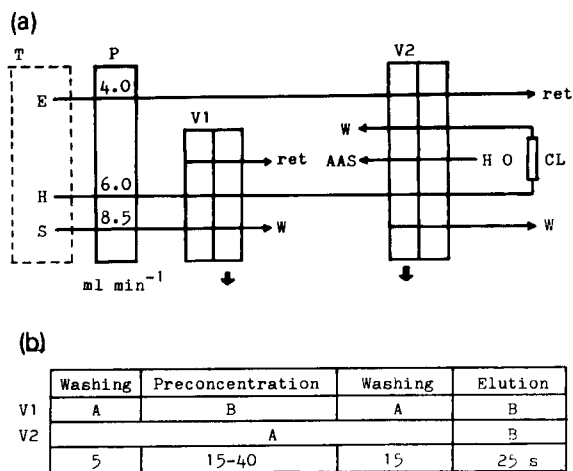 (a)
T P V2
E 4.0 ret
V1 W
ret AAS H O CL
H 6.0
S 8.5 W W
ml min⁻¹
(b)
Washing Preconcentration Washing Elution
V1 A B A B
V2 A B
5 15-40 15 25 s